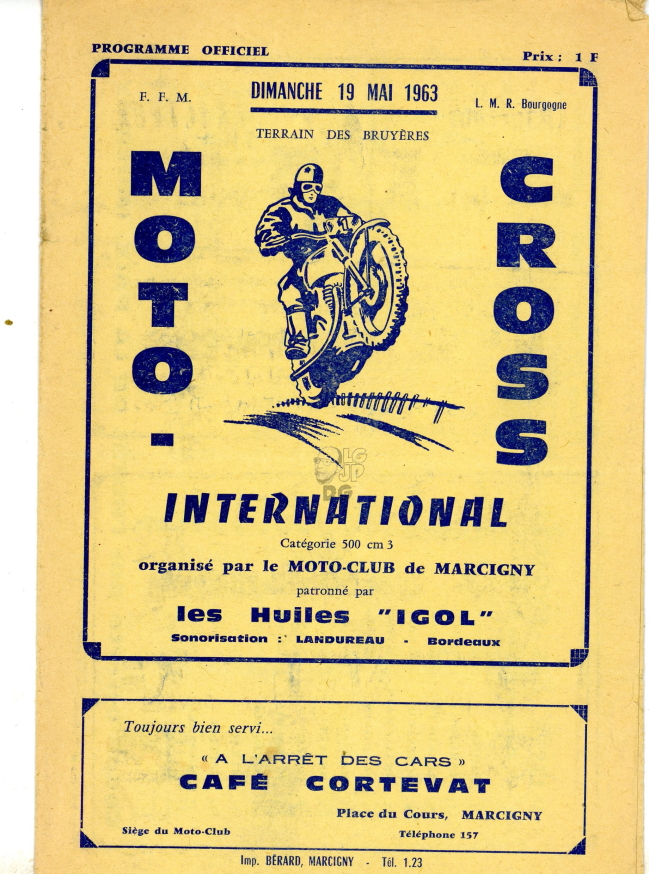 PROGRAMME OFFICIEL
Prix : 1 F
F. F. M.
DIMANCHE 19 MAI 1963
L. M. R. Bourgogne
TERRAIN DES BRUYÈRES
MOTO-
CROSS
INTERNATIONAL
Catégorie 500 cm 3
organisé par le MOTO-CLUB de MARCIGNY
patronné par
les Huiles "IGOL"
Sonorisation : LANDUREAU - Bordeaux
Toujours bien servi...
« A L'ARRÊT DES CARS »
CAFÉ CORTEVAT
Place du Cours, MARCIGNY
Siège du Moto-Club
Téléphone 157
Imp. BÉRARD, MARCIGNY - Tél. 1.23
LG
JP
DG